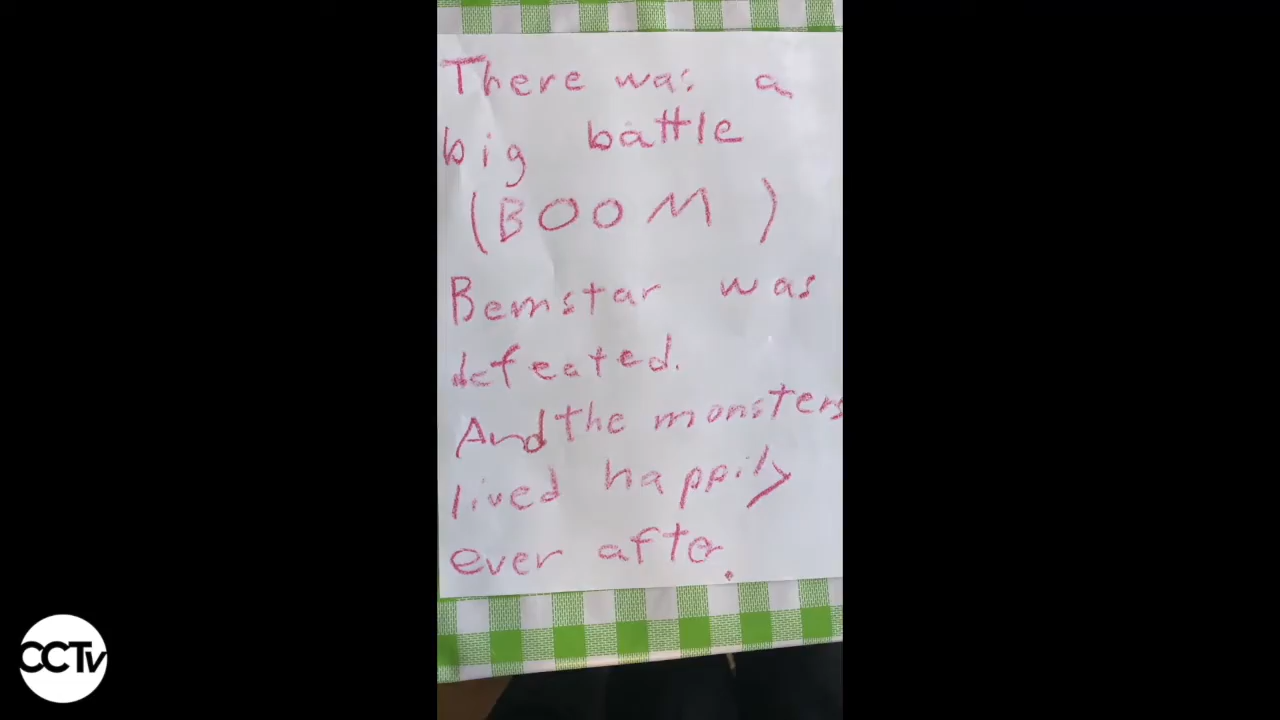 There was a
big battle
(BOOM)
Bemstar was
defeated.
And the monsters
lived happily
ever after.
CCTV